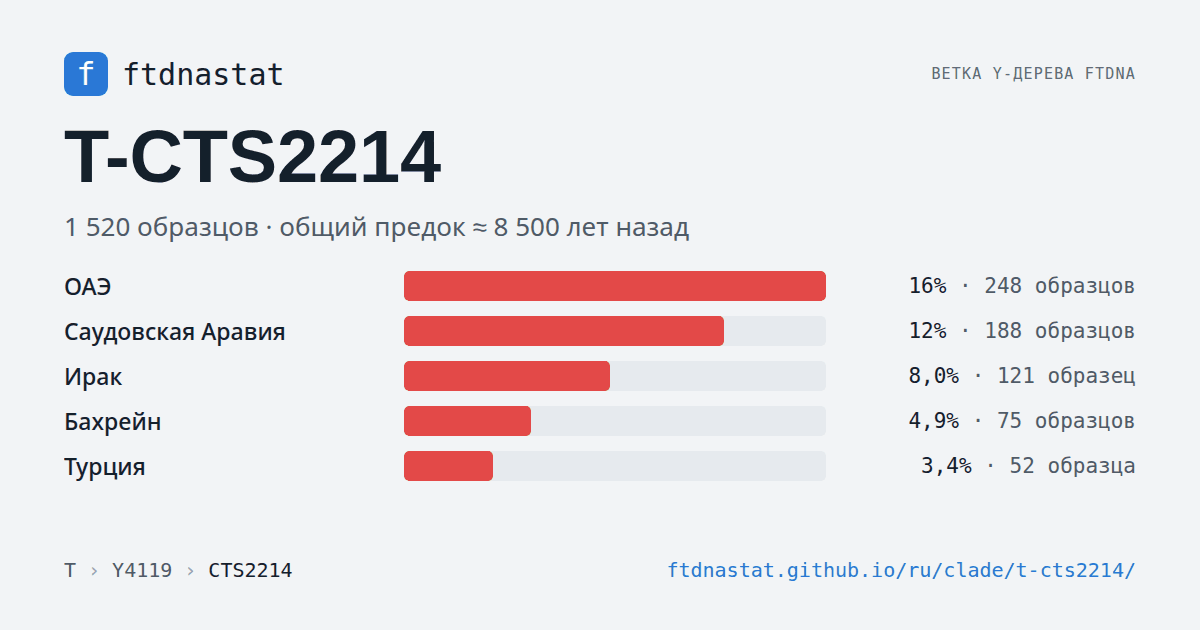 f ftdnastat
ВЕТКА Y-ДЕРЕВА FTDNA
T-CTS2214
1 520 образцов · общий предок ≈ 8 500 лет назад
ОАЭ 16% · 248 образцов
Саудовская Аравия 12% · 188 образцов
Ирак 8,0% · 121 образец
Бахрейн 4,9% · 75 образцов
Турция 3,4% · 52 образца
T › Y4119 › CTS2214
ftdnastat.github.io/ru/clade/t-cts2214/